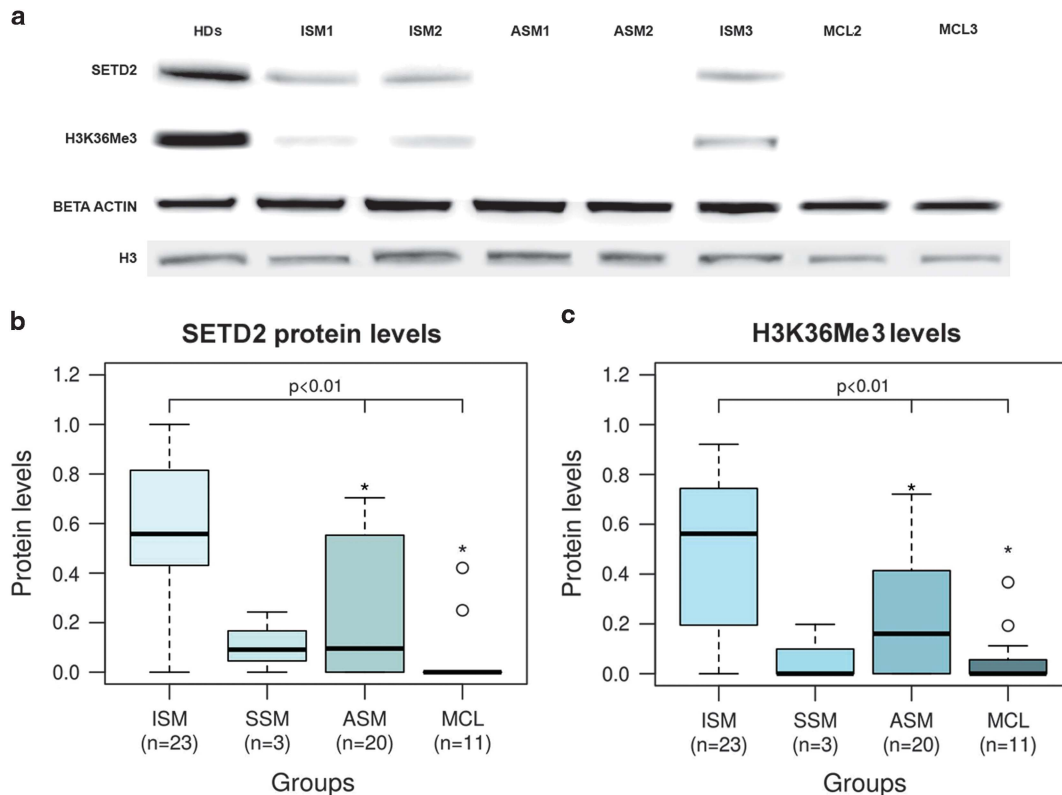 a
HDs ISM1 ISM2 ASM1 ASM2 ISM3 MCL2 MCL3
SETD2
H3K36Me3
BETA ACTIN
H3
b
SETD2 protein levels
p<0.01
1.2
1.0
0.8
0.6
0.4
0.2
0.0
Protein levels
*
*
ISM SSM ASM MCL
(n=23) (n=3) (n=20) (n=11)
Groups
c
H3K36Me3 levels
p<0.01
1.2
1.0
0.8
0.6
0.4
0.2
0.0
Protein levels
*
*
ISM SSM ASM MCL
(n=23) (n=3) (n=20) (n=11)
Groups